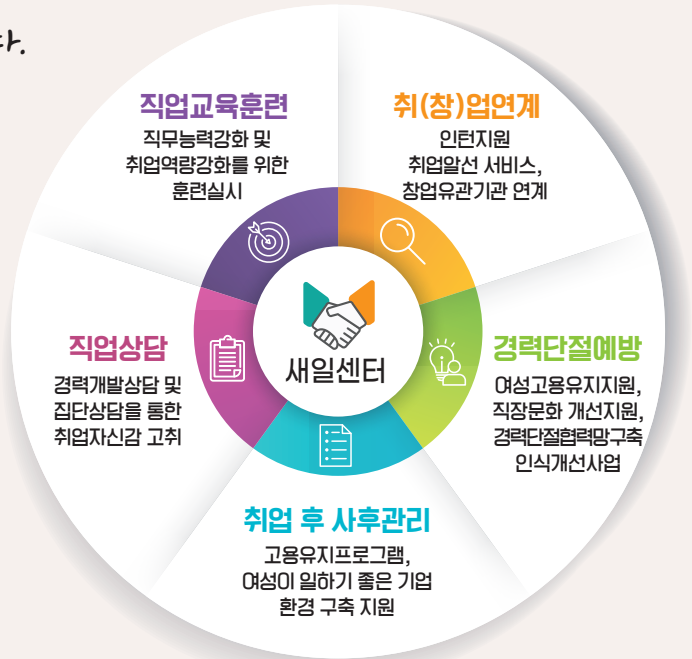 다.
직업교육훈련
직무능력강화 및
취업역량강화를 위한
훈련실시
취(창)업연계
인턴지원
취업알선 서비스,
창업유관기관 연계
직업상담
경력개발상담 및
집단상담을 통한
취업자신감 고취
새일센터
경력단절예방
여성고용유지지원,
직장문화 개선지원,
경력단절협력망구축
인식개선사업
취업 후 사후관리
고용유지프로그램,
여성이 일하기 좋은 기업
환경 구축 지원